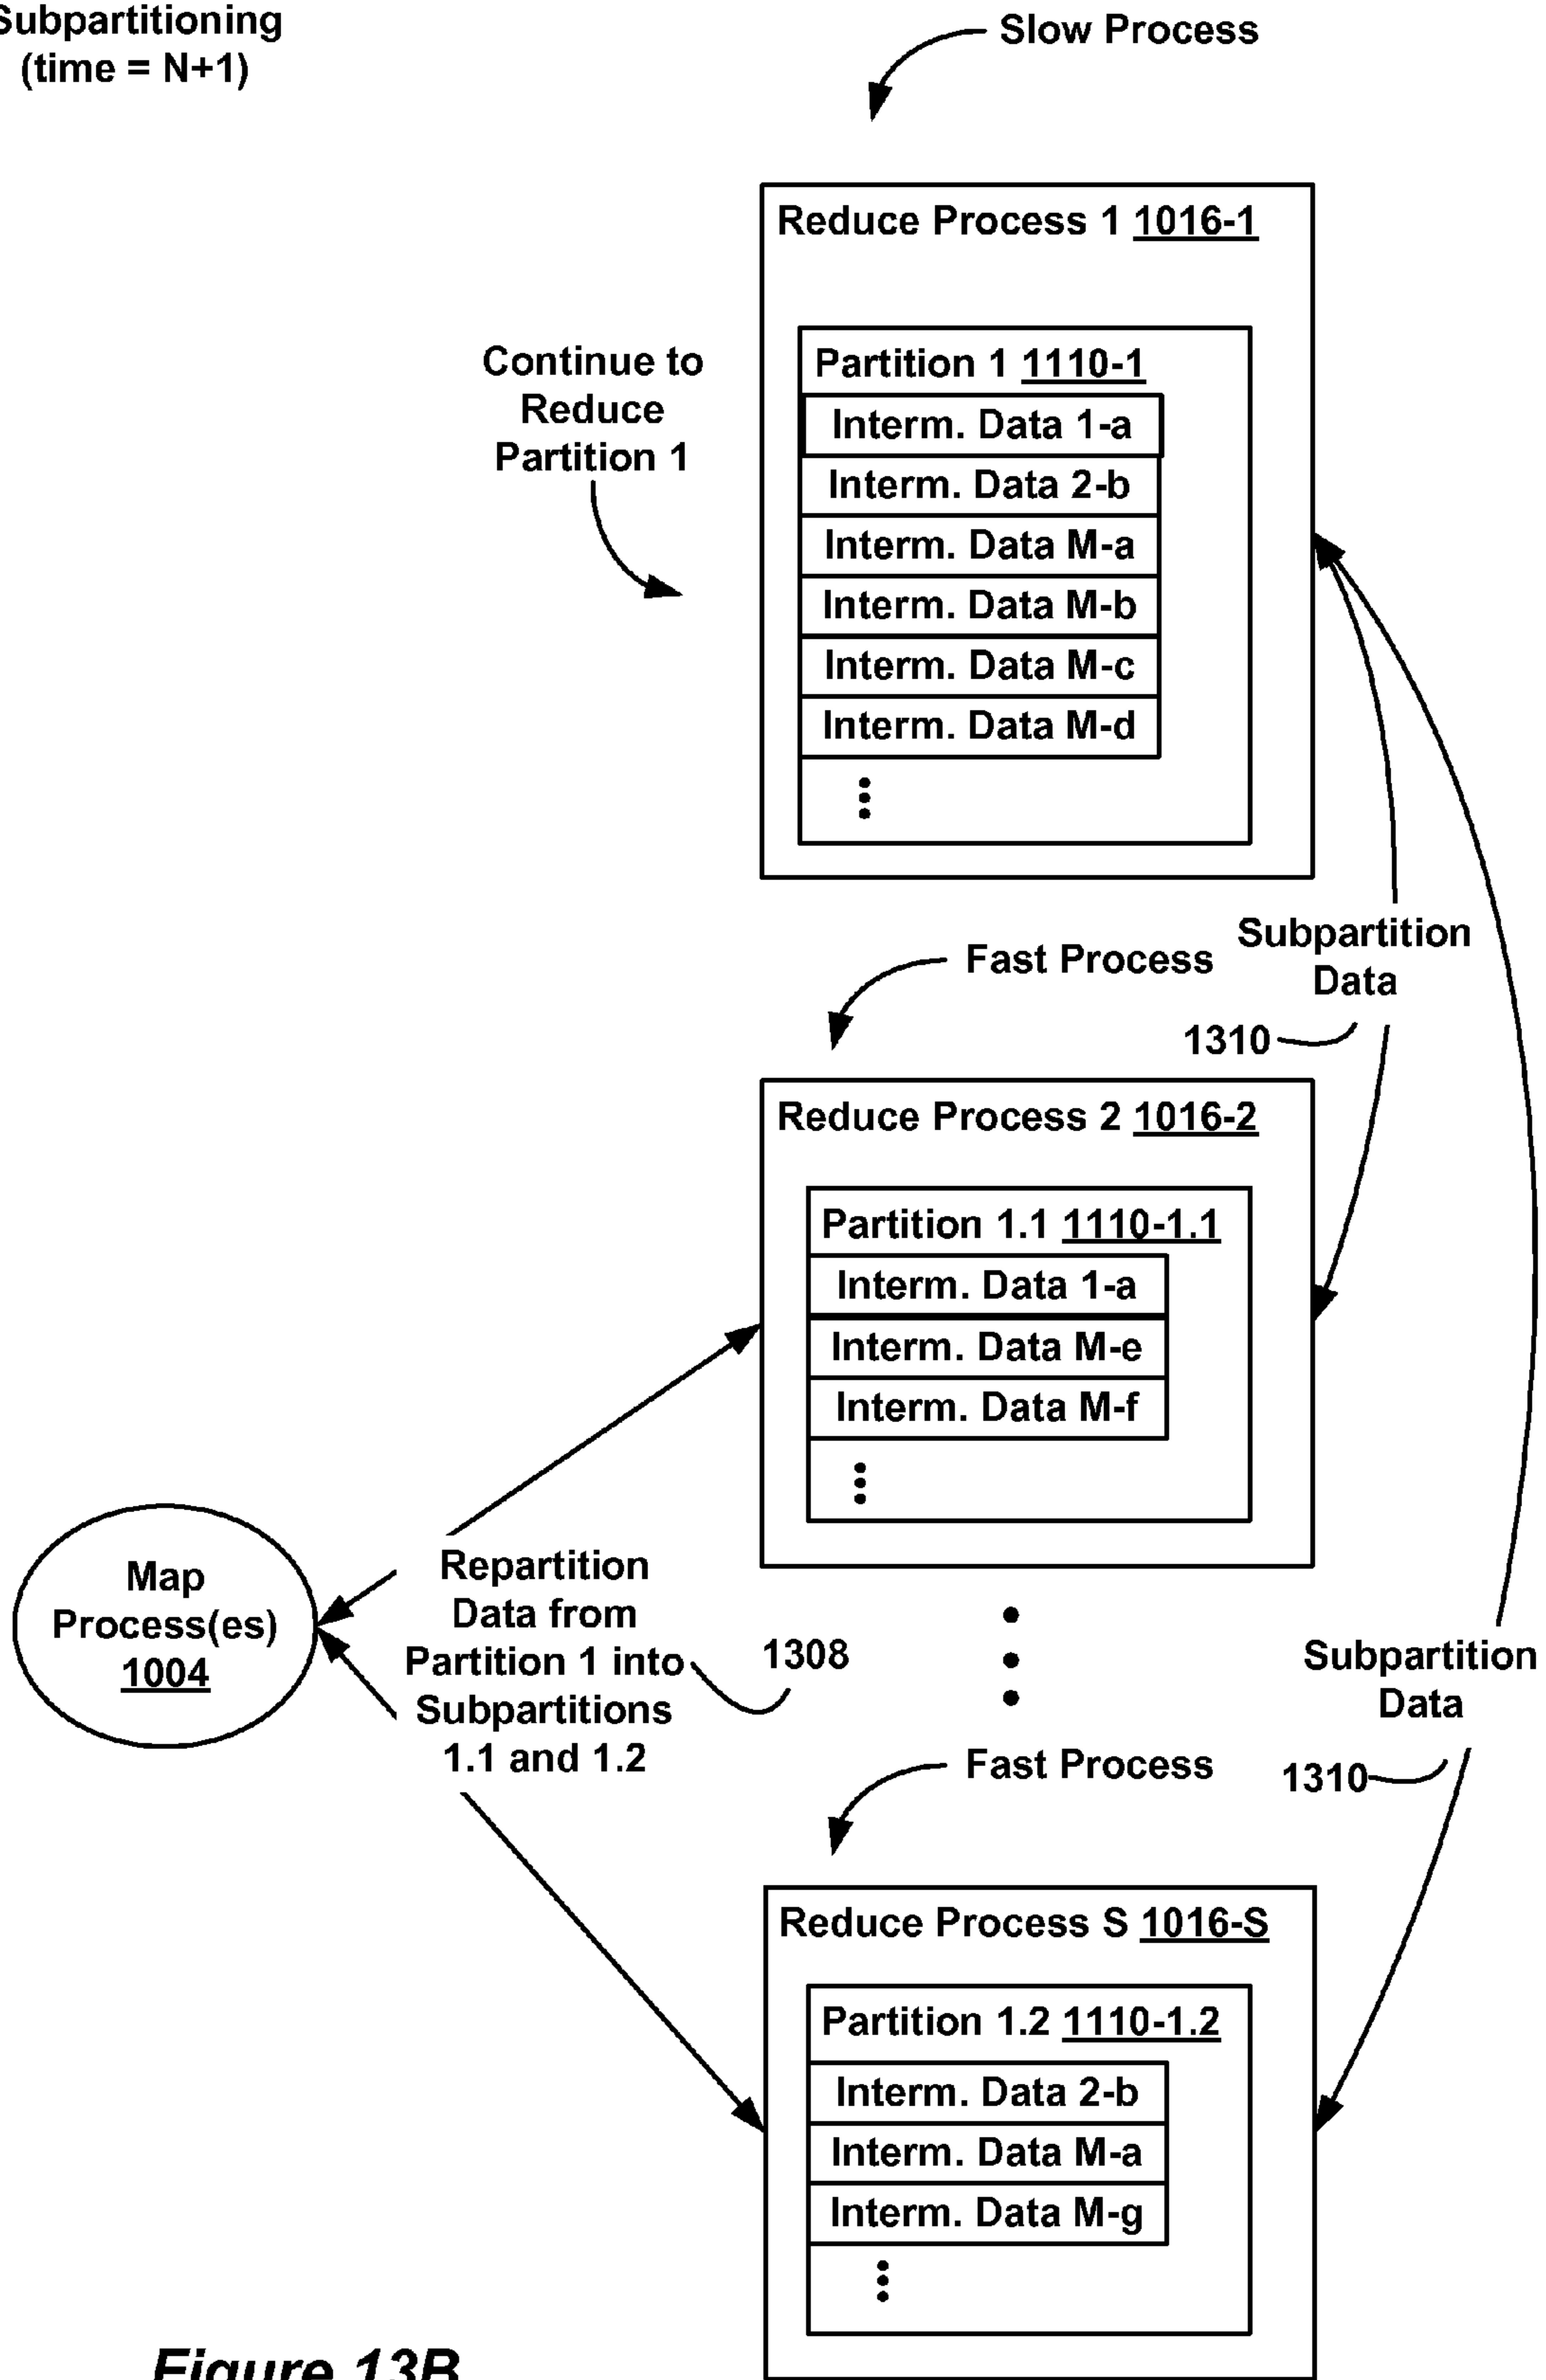 Subpartitioning
(time = N+1)
Slow Process
Reduce Process 1 1016-1
Continue to
Reduce
Partition 1
Partition 1 1110-1
Interm. Data 1-a
Interm. Data 2-b
Interm. Data M-a
Interm. Data M-b
Interm. Data M-c
Interm. Data M-d
Subpartition
Data
1310
Fast Process
Reduce Process 2 1016-2
Partition 1.1 1110-1.1
Interm. Data 1-a
Interm. Data M-e
Interm. Data M-f
Map
Process(es)
1004
Repartition
Data from
Partition 1 into
Subpartitions
1.1 and 1.2
1308
Subpartition
Data
1310
Fast Process
Reduce Process S 1016-S
Partition 1.2 1110-1.2
Interm. Data 2-b
Interm. Data M-a
Interm. Data M-g
Figure 13B